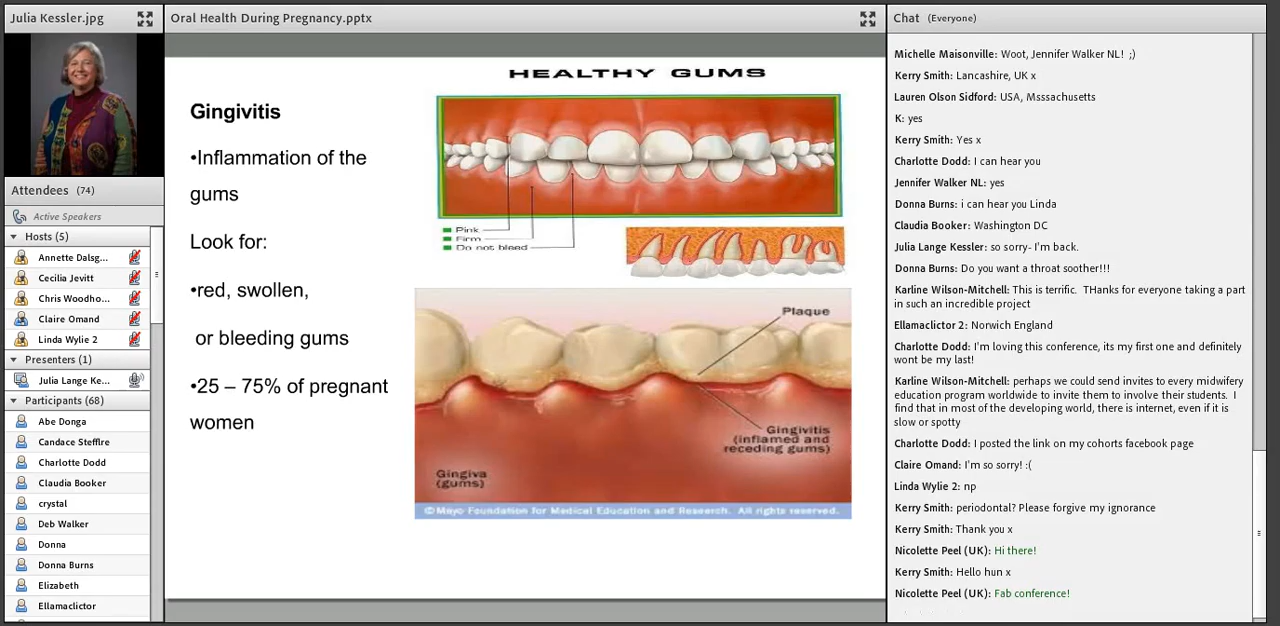 Julia Kessler.jpg
Oral Health During Pregnancy.pptx
Chat (Everyone)
Attendees (74)
Active Speakers
Hosts (5)
Annette Dalsg...
Cecilia Jevitt
Chris Woodho...
Claire Omand
Linda Wylie 2
Presenters (1)
Julia Lange Ke...
Participants (68)
Abe Donga
Candace Steffire
Charlotte Dodd
Claudia Booker
crystal
Deb Walker
Donna
Donna Burns
Elizabeth
Ellamaclictor
HEALTHY GUMS
Gingivitis
•Inflammation of the
gums
Look for:
•red, swollen,
or bleeding gums
•25 – 75% of pregnant
women
Pink
Firm
Do not bleed
Plaque
Gingivitis
(inflamed and
receding gums)
Gingiva
(gums)
©Mayo Foundation for Medical Education and Research. All rights reserved.
Michelle Maisonville: Woot, Jennifer Walker NL! ;)
Kerry Smith: Lancashire, UK x
Lauren Olson Sidford: USA, Msssachusetts
K: yes
Kerry Smith: Yes x
Charlotte Dodd: I can hear you
Jennifer Walker NL: yes
Donna Burns: i can hear you Linda
Claudia Booker: Washington DC
Julia Lange Kessler: so sorry- I'm back.
Donna Burns: Do you want a throat soother!!!
Karline Wilson-Mitchell: This is terrific. THanks for everyone taking a part
in such an incredible project
Ellamaclictor 2: Norwich England
Charlotte Dodd: I'm loving this conference, its my first one and definitely
wont be my last!
Karline Wilson-Mitchell: perhaps we could send invites to every midwifery
education program worldwide to invite them to involve their students. I
find that in most of the developing world, there is internet, even if it is
slow or spotty
Charlotte Dodd: I posted the link on my cohorts facebook page
Claire Omand: I'm so sorry! :(
Linda Wylie 2: np
Kerry Smith: periodontal? Please forgive my ignorance
Kerry Smith: Thank you x
Nicolette Peel (UK): Hi there!
Kerry Smith: Hello hun x
Nicolette Peel (UK): Fab conference!